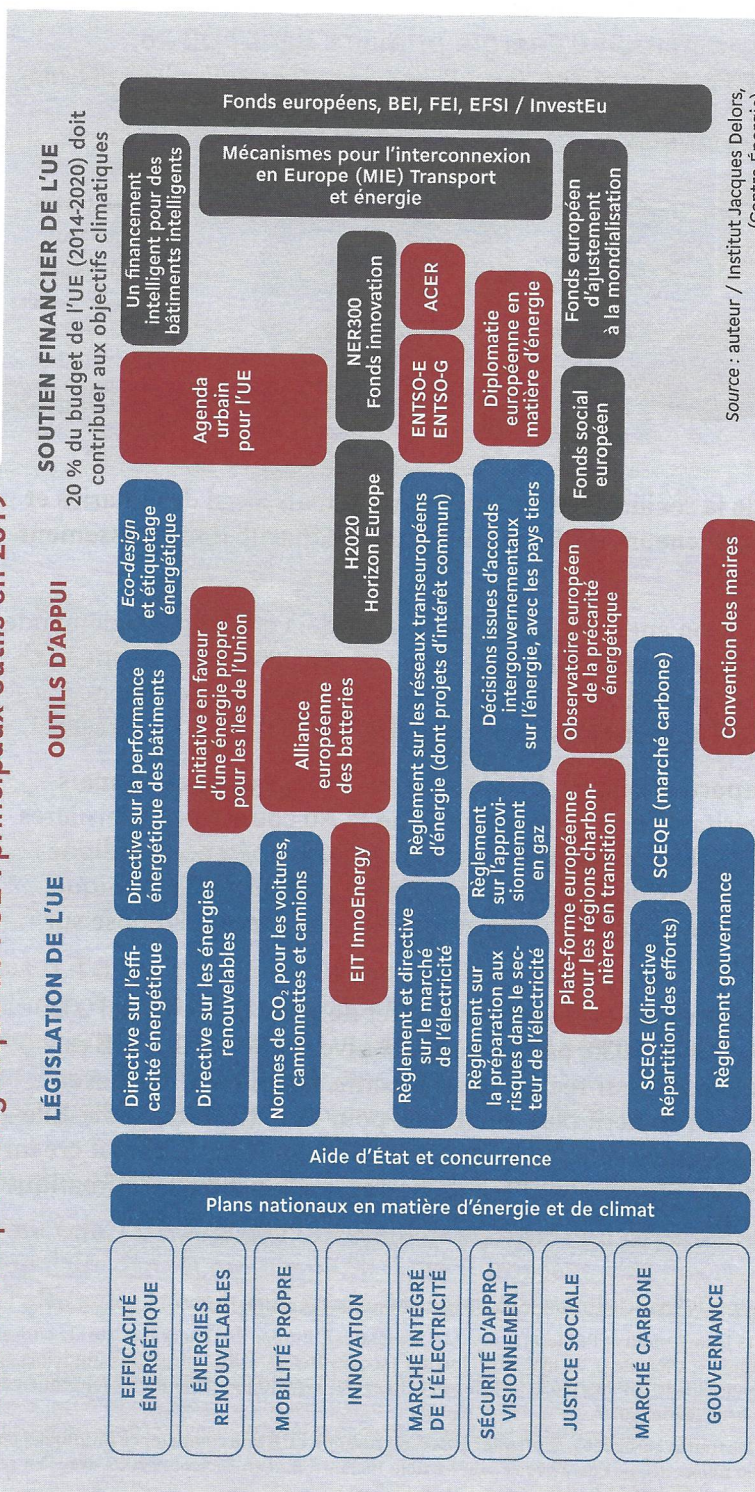 principaux outils en 2019
LÉGISLATION DE L'UE
OUTILS D'APPUI
SOUTIEN FINANCIER DE L'UE
20 % du budget de l'UE (2014-2020) doit
contribuer aux objectifs climatiques
EFFICACITÉ
ÉNERGÉTIQUE
ÉNERGIES
RENOUVELABLES
MOBILITÉ PROPRE
INNOVATION
MARCHÉ INTÉGRÉ
DE L'ÉLECTRICITÉ
SÉCURITÉ D'APPRO-
VISIONNEMENT
JUSTICE SOCIALE
MARCHÉ CARBONE
GOUVERNANCE
Plans nationaux en matière d'énergie et de climat
Aide d'État et concurrence
Directive sur l'effi-
cacité énergétique
Directive sur la performance
énergétique des bâtiments
Eco-design
et étiquetage
énergétique
Agenda
urbain
pour l'UE
Un financement
intelligent pour des
bâtiments intelligents
Directive sur les énergies
renouvelables
Initiative en faveur
d'une énergie propre
pour les îles de l'Union
Normes de CO₂ pour les voitures,
camionnettes et camions
Alliance
européenne
des batteries
EIT InnoEnergy
H2020
Horizon Europe
NER300
Fonds innovation
Mécanismes pour l'interconnexion
en Europe (MIE) Transport
et énergie
Règlement et directive
sur le marché
de l'électricité
Règlement sur les réseaux transeuropéens
d'énergie (dont projets d'intérêt commun)
ENTSO-E
ENTSO-G
ACER
Règlement sur
la préparation aux
risques dans le sec-
teur de l'électricité
Règlement
sur l'approvi-
sionnement
en gaz
Décisions issues d'accords
intergouvernementaux
sur l'énergie, avec les pays tiers
Diplomatie
européenne en
matière d'énergie
Plate-forme européenne
pour les régions charbon-
nières en transition
Observatoire européen
de la précarité
énergétique
Fonds social
européen
Fonds européen
d'ajustement
à la mondialisation
SCEQE (directive
Répartition des efforts)
SCEQE (marché carbone)
Règlement gouvernance
Convention des maires
Fonds européens, BEI, FEI, EFSI / InvestEu
Source : auteur / Institut Jacques Delors,